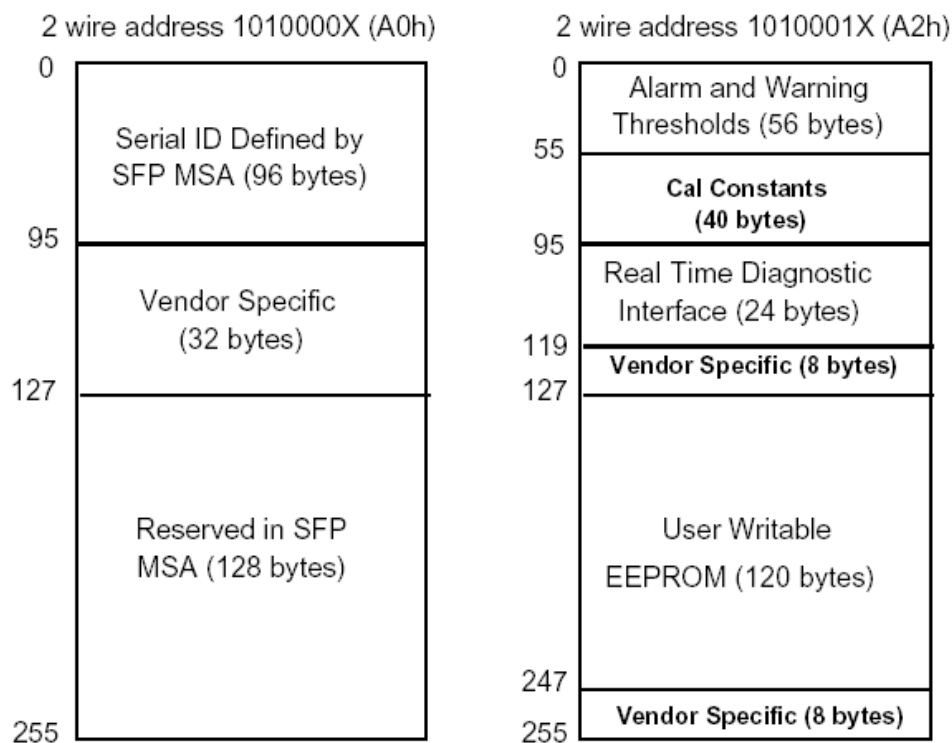 2 wire address 1010000X (A0h)
0
Serial ID Defined by
SFP MSA (96 bytes)
95
Vendor Specific
(32 bytes)
127
Reserved in SFP
MSA (128 bytes)
255
2 wire address 1010001X (A2h)
0
Alarm and Warning
Thresholds (56 bytes)
55
Cal Constants
(40 bytes)
95
Real Time Diagnostic
Interface (24 bytes)
119
Vendor Specific (8 bytes)
127
User Writable
EEPROM (120 bytes)
247
Vendor Specific (8 bytes)
255